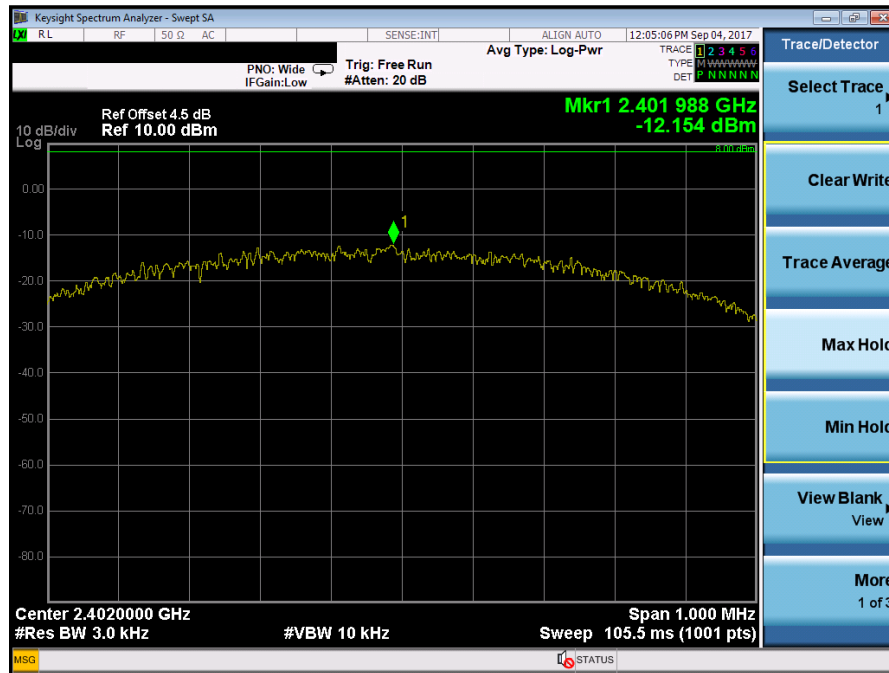 Keysight Spectrum Analyzer - Swept SA
LXI RL RF 50 Ω AC SENSE:INT ALIGN AUTO 12:05:06 PM Sep 04, 2017
PNO: Wide
IFGain:Low
Trig: Free Run
#Atten: 20 dB
Avg Type: Log-Pwr
TRACE 1 2 3 4 5 6
TYPE M WWWWW
DET P N N N N N
Ref Offset 4.5 dB
Ref 10.00 dBm
10 dB/div
Log
Mkr1 2.401 988 GHz
-12.154 dBm
8.00 dBm
1
0.00
-10.0
-20.0
-30.0
-40.0
-50.0
-60.0
-70.0
-80.0
Center 2.4020000 GHz
#Res BW 3.0 kHz
#VBW 10 kHz
Span 1.000 MHz
Sweep 105.5 ms (1001 pts)
MSG
STATUS
Trace/Detector
Select Trace
1
Clear Write
Trace Average
Max Hold
Min Hold
View Blank
View
More
1 of 3